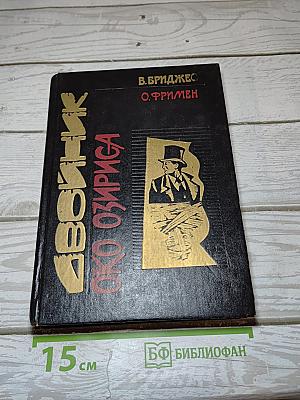 В. БРИДЖЕС
О. ФРИМЕН
ДВОЙНИК
ОКО ОЗИРИСА
15 см
БФ БИБЛИОФАН